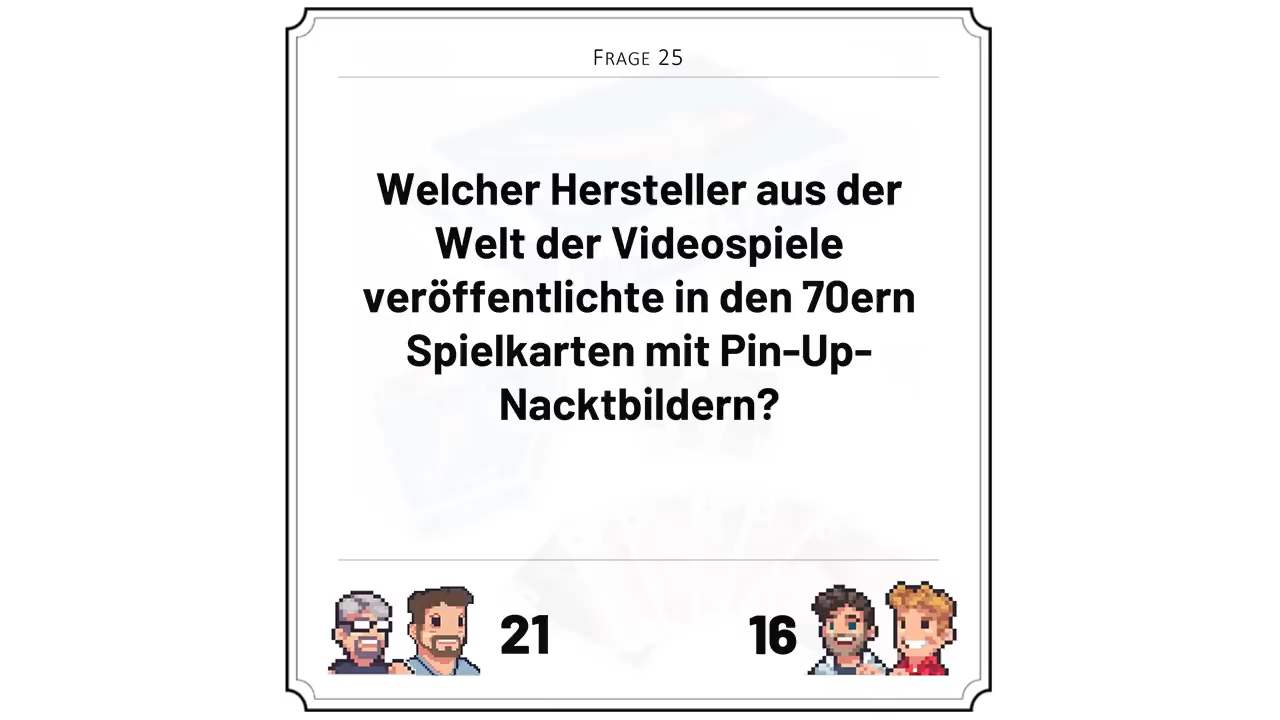 Frage 25
Welcher Hersteller aus der
Welt der Videospiele
veröffentlichte in den 70ern
Spielkarten mit Pin-Up-
Nacktbildern?
21 16